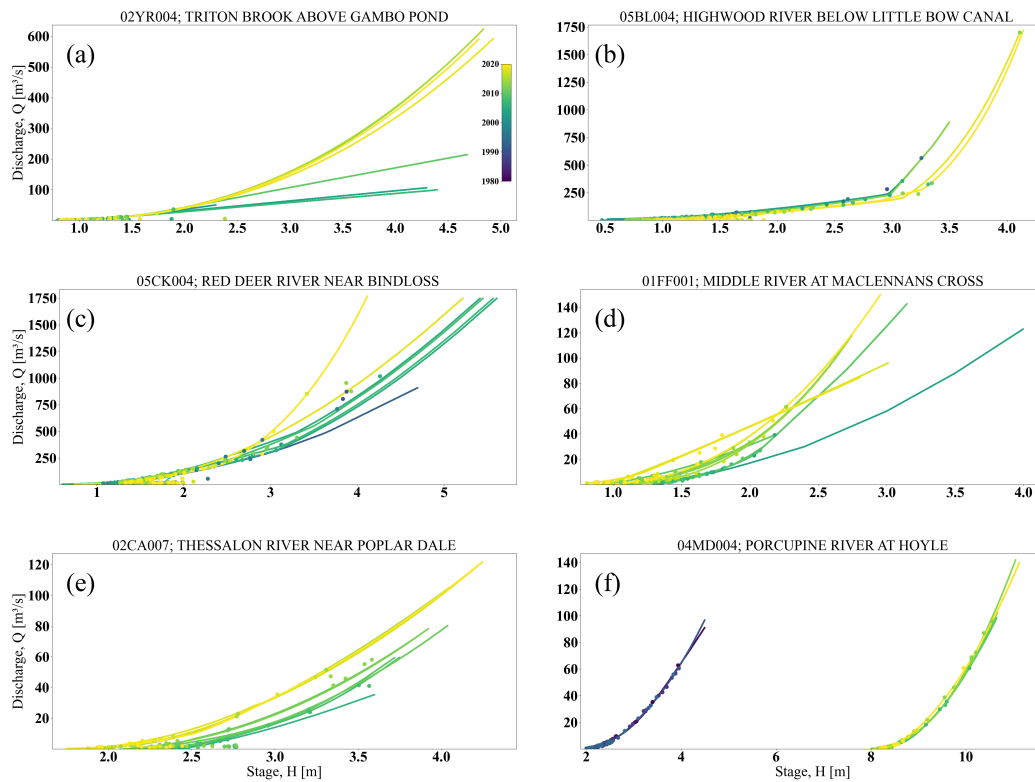 02YR004; TRITON BROOK ABOVE GAMBO POND
(a)
Discharge, Q [m³/s]
600
500
400
300
200
100
1.0 1.5 2.0 2.5 3.0 3.5 4.0 4.5 5.0
2020
2010
2000
1990
1980
05BL004; HIGHWOOD RIVER BELOW LITTLE BOW CANAL
(b)
1750
1500
1250
1000
750
500
250
0.5 1.0 1.5 2.0 2.5 3.0 3.5 4.0
05CK004; RED DEER RIVER NEAR BINDLOSS
(c)
Discharge, Q [m³/s]
1750
1500
1250
1000
750
500
250
1 2 3 4 5
01FF001; MIDDLE RIVER AT MACLENNANS CROSS
(d)
140
120
100
80
60
40
20
1.0 1.5 2.0 2.5 3.0 3.5 4.0
02CA007; THESSALON RIVER NEAR POPLAR DALE
(e)
Discharge, Q [m³/s]
120
100
80
60
40
20
2.0 2.5 3.0 3.5 4.0
Stage, H [m]
04MD004; PORCUPINE RIVER AT HOYLE
(f)
140
120
100
80
60
40
20
2 4 6 8 10
Stage, H [m]